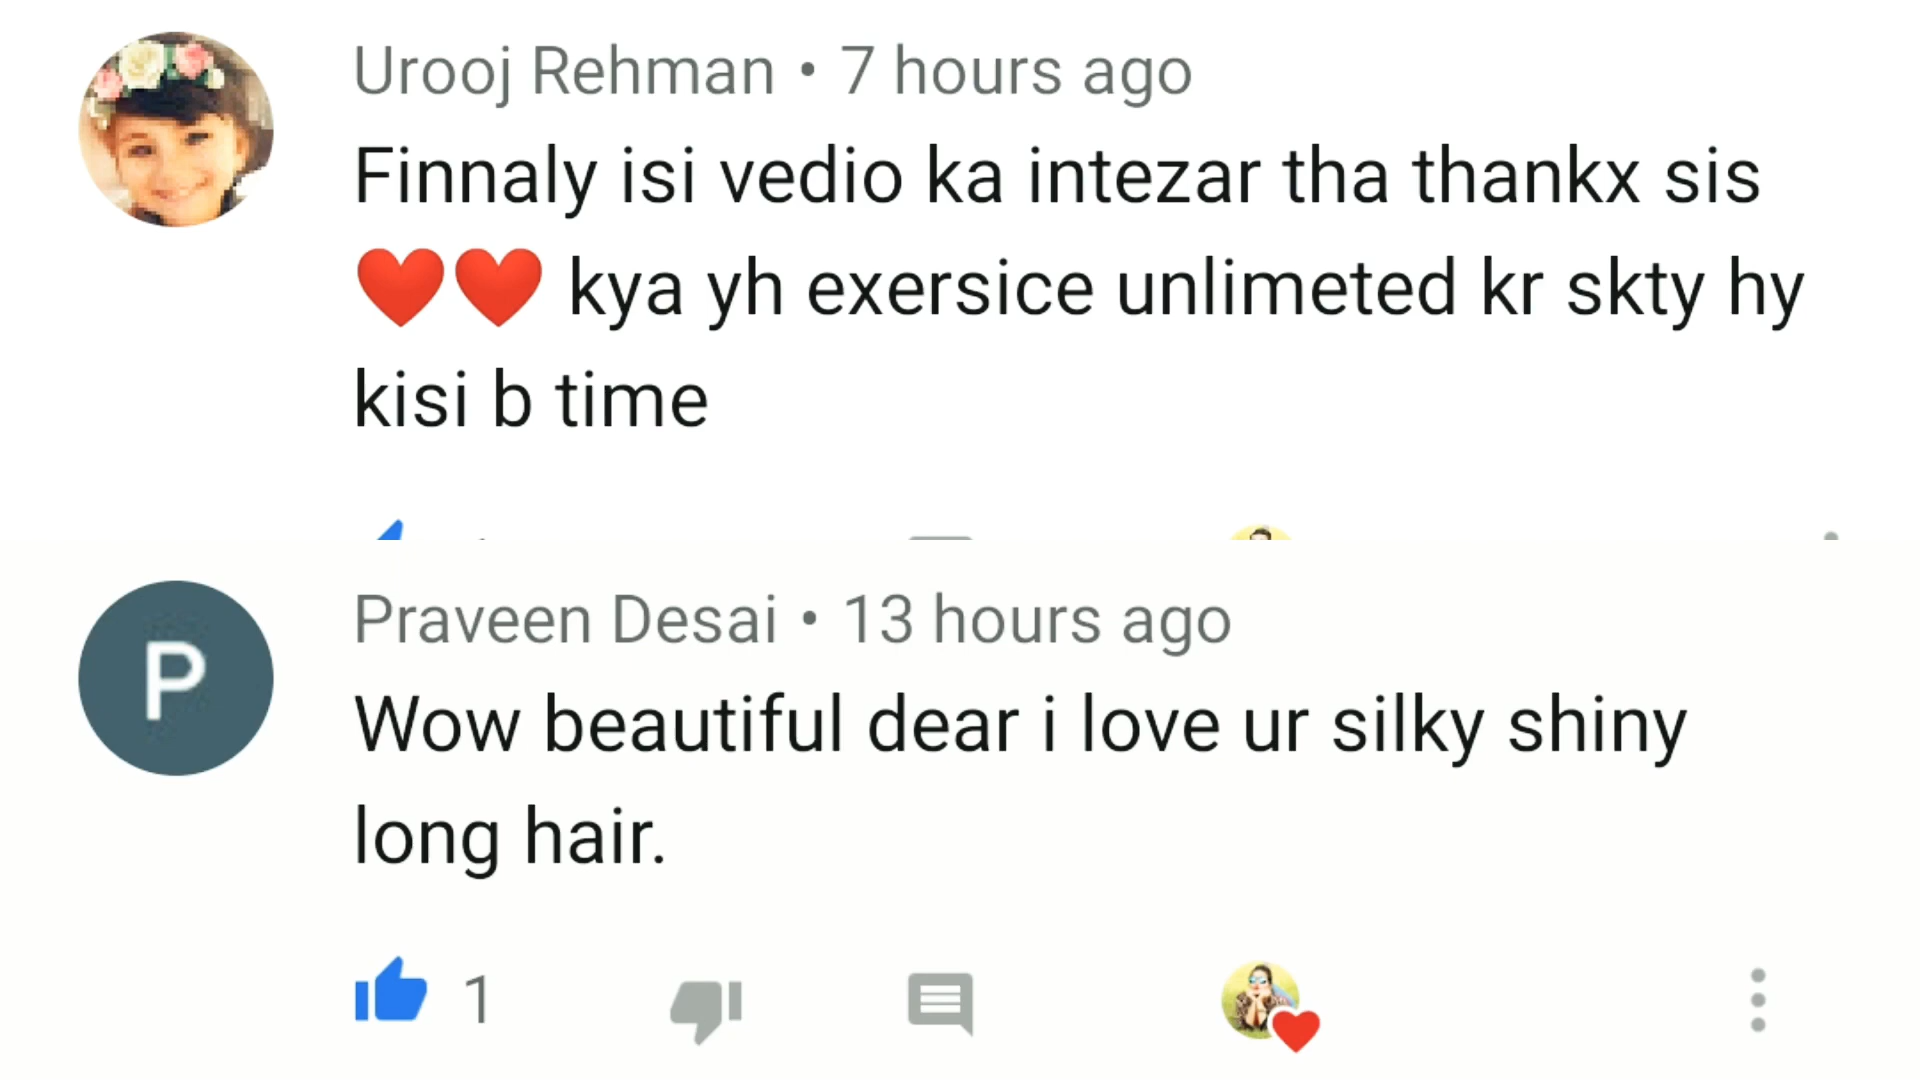 Urooj Rehman • 7 hours ago
Finnaly isi vedio ka intezar tha thankx sis
❤️❤️ kya yh exersice unlimeted kr skty hy
kisi b time
P
Praveen Desai • 13 hours ago
Wow beautiful dear i love ur silky shiny
long hair.
1